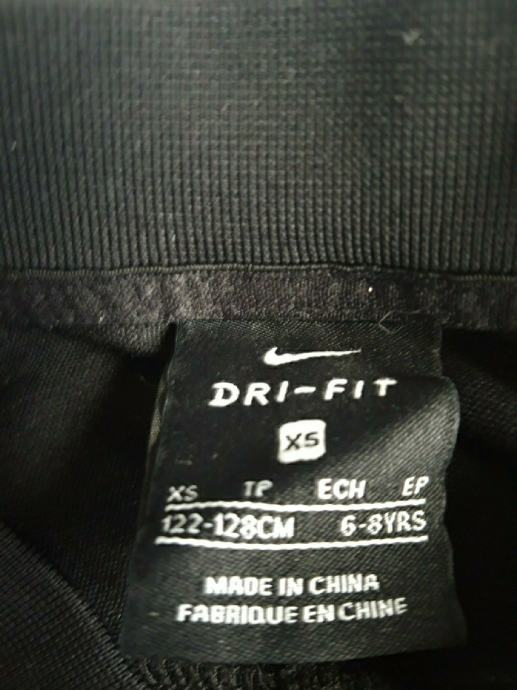 DRI-FIT
XS
XS TP ECH EP
122-128CM 6-8YRS
MADE IN CHINA
FABRIQUE EN CHINE